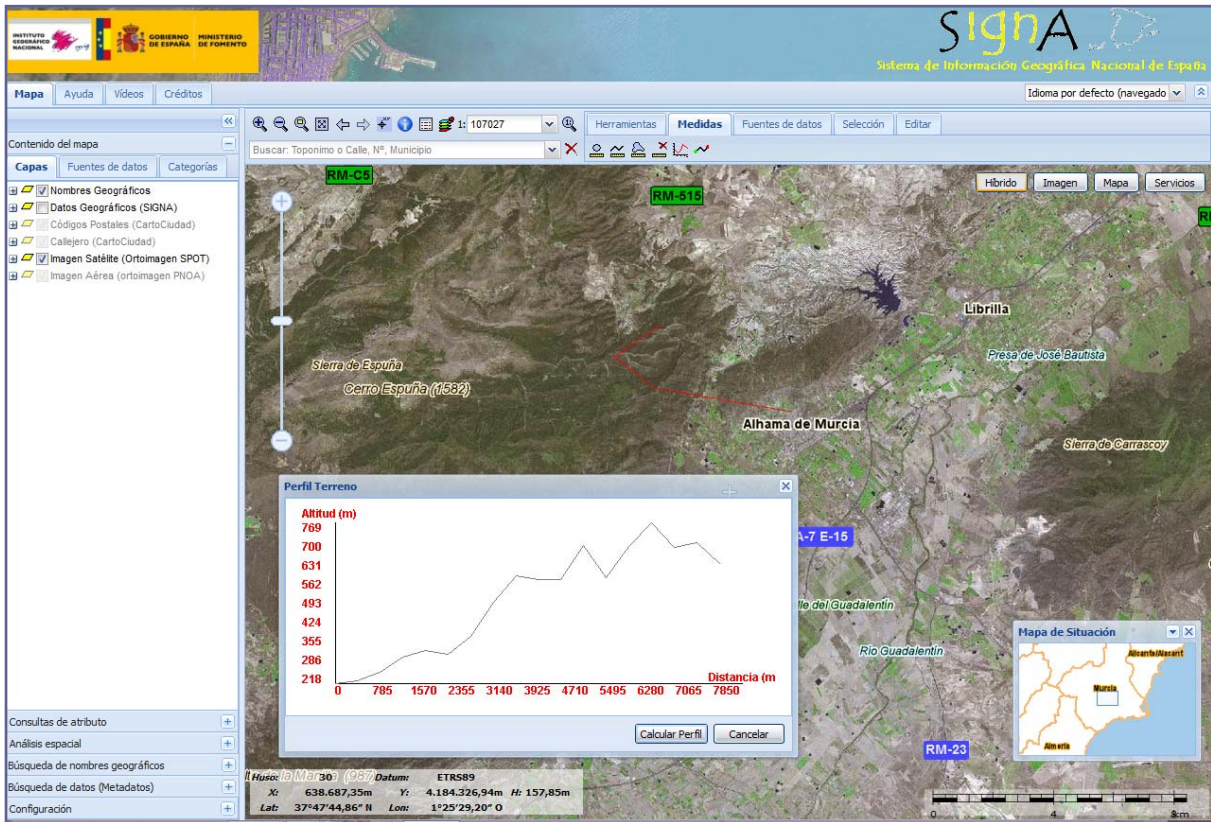 INSTITUTO
GEOGRÁFICO
NACIONAL
GOBIERNO
DE ESPAÑA
MINISTERIO
DE FOMENTO
SignA
Sistema de Información Geográfica Nacional de España
Mapa Ayuda Vídeos Créditos
Idioma por defecto (navegado
Contenido del mapa
1: 107027
Herramientas Medidas Fuentes de datos Selección Editar
Buscar: Toponimo o Calle, Nº, Municipio
Capas Fuentes de datos Categorías
Nombres Geográficos
Datos Geográficos (SIGNA)
Códigos Postales (CartoCiudad)
Callejero (CartoCiudad)
Imagen Satélite (Ortoimagen SPOT)
Imagen Aérea (ortoimagen PNOA)
RM-C5
RM-515
Híbrido Imagen Mapa Servicios
Librilla
Presa de José Bautista
Sierra de Espuña
Cerro Espuña (1582)
Alhama de Murcia
Sierra de Carrascoy
Perfil Terreno
Altitud (m)
769
700
631
562
493
424
355
286
218
0 785 1570 2355 3140 3925 4710 5495 6280 7065 7850
Distancia (m
Calcular Perfil Cancelar
A-7 E-15
lle del Guadalentín
Rio Guadalentín
RM-23
Mapa de Situación
Alicante/Alacant
Murcia
Almería
Consultas de atributo
Análisis espacial
Búsqueda de nombres geográficos
Búsqueda de datos (Metadatos)
Configuración
Huso: 30 Datum: ETRS89
X: 638.687,35m Y: 4.184.326,94m H: 157,85m
Lat: 37°47'44,86" N Lon: 1°25'29,20" O
0 4 8km